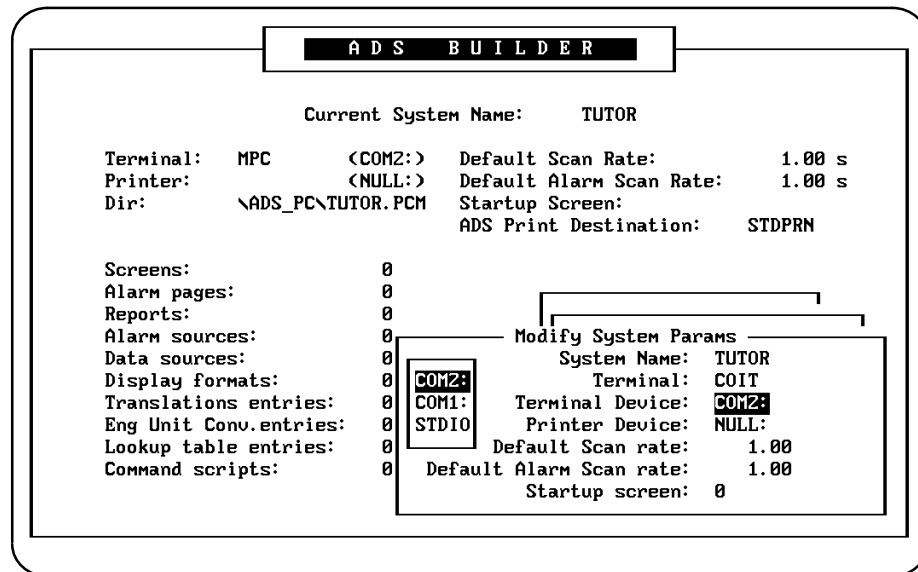 ADS BUILDER
Current System Name: TUTOR
Terminal: MPC (COM2:) Default Scan Rate: 1.00 s
Printer: (NULL:) Default Alarm Scan Rate: 1.00 s
Dir: \ADS_PC\TUTOR.PCM Startup Screen:
ADS Print Destination: STDPRN
Screens: 0
Alarm pages: 0
Reports: 0
Alarm sources: 0
Data sources: 0
Display formats: 0
Translations entries: 0
Eng Unit Conv.entries: 0
Lookup table entries: 0
Command scripts: 0
Modify System Params
System Name: TUTOR
Terminal: COIT
Terminal Device: COM2:
Printer Device: NULL:
Default Scan rate: 1.00
Default Alarm Scan rate: 1.00
Startup screen: 0
COM2:
COM1:
STDIO